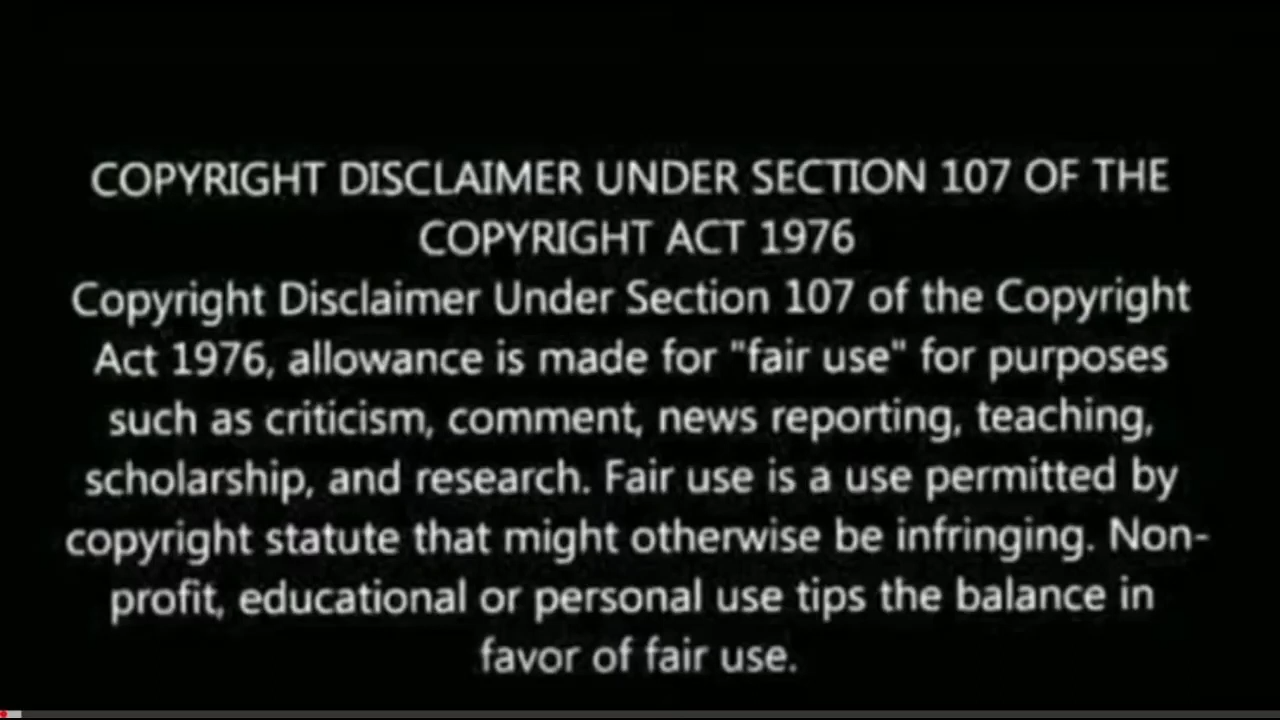 COPYRIGHT DISCLAIMER UNDER SECTION 107 OF THE
COPYRIGHT ACT 1976
Copyright Disclaimer Under Section 107 of the Copyright
Act 1976, allowance is made for "fair use" for purposes
such as criticism, comment, news reporting, teaching,
scholarship, and research. Fair use is a use permitted by
copyright statute that might otherwise be infringing. Non-
profit, educational or personal use tips the balance in
favor of fair use.